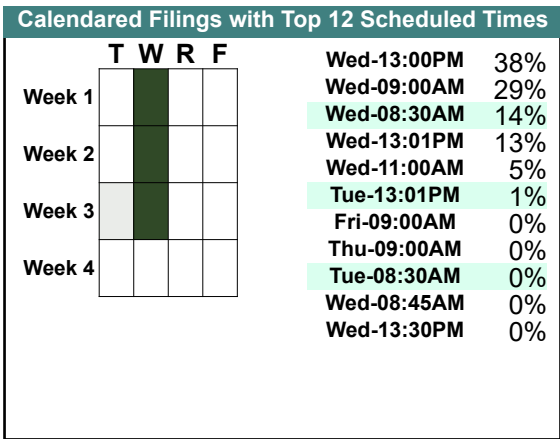 Calendared Filings with Top 12 Scheduled Times
T W R F
Week 1
Week 2
Week 3
Week 4
Wed-13:00PM 38%
Wed-09:00AM 29%
Wed-08:30AM 14%
Wed-13:01PM 13%
Wed-11:00AM 5%
Tue-13:01PM 1%
Fri-09:00AM 0%
Thu-09:00AM 0%
Tue-08:30AM 0%
Wed-08:45AM 0%
Wed-13:30PM 0%